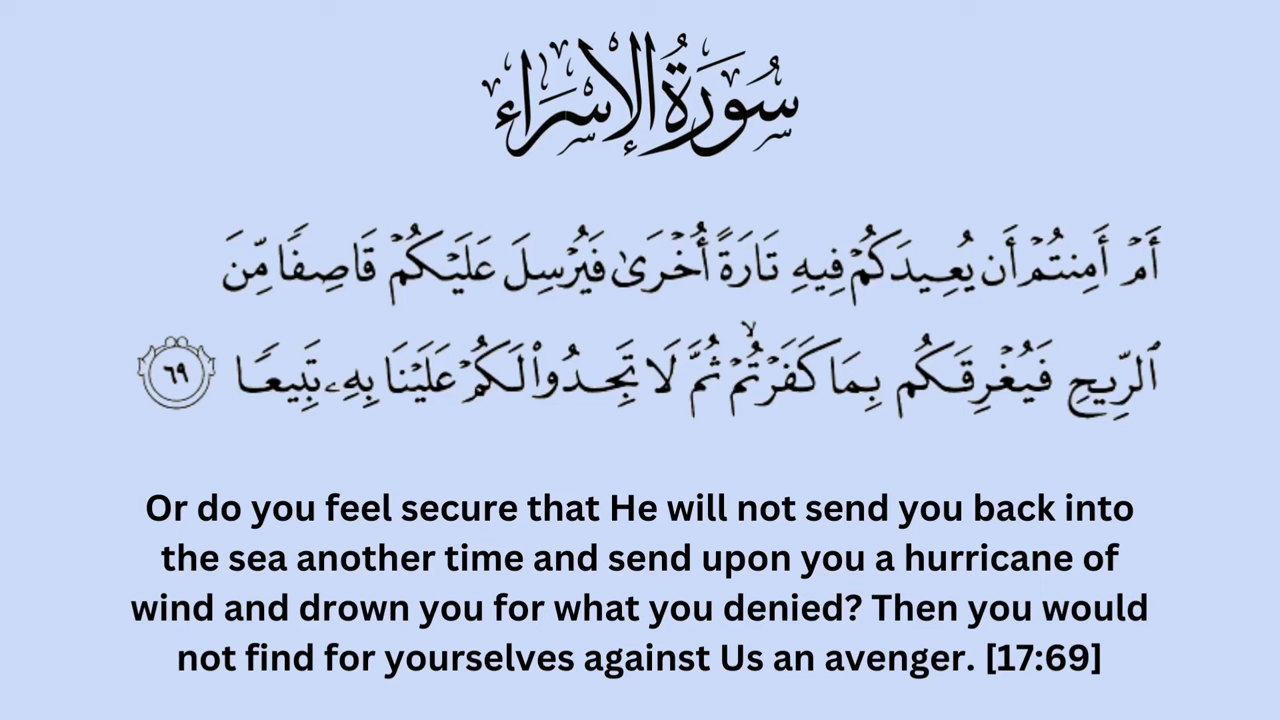 سُورَةُ الإِسْرَاء
أَمْ أَمِنتُمْ أَن يُعِيدَكُمْ فِيهِ تَارَةً أُخْرَىٰ فَيُرْسِلَ عَلَيْكُمْ قَاصِفًا مِّنَ
ٱلرِّيحِ فَيُغْرِقَكُم بِمَا كَفَرْتُمْ ۙ ثُمَّ لَا تَجِدُوا۟ لَكُمْ عَلَيْنَا بِهِۦ تَبِيعًا ٦٩
Or do you feel secure that He will not send you back into
the sea another time and send upon you a hurricane of
wind and drown you for what you denied? Then you would
not find for yourselves against Us an avenger. [17:69]